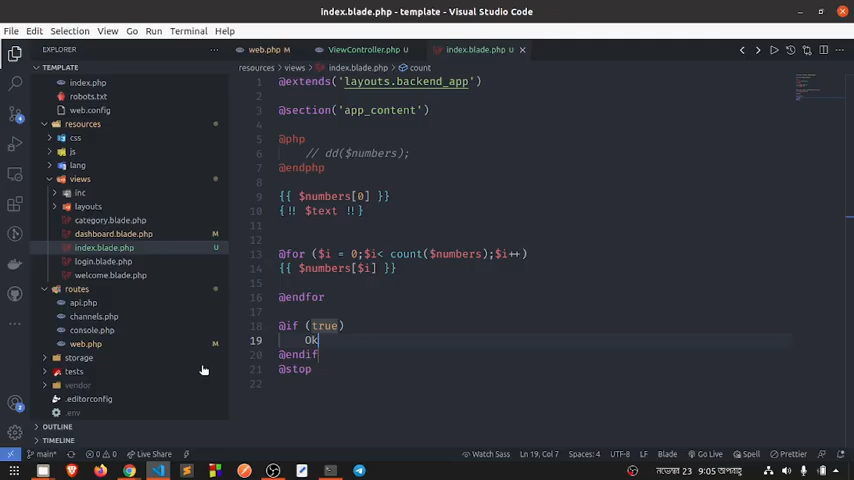 index.blade.php - template - Visual Studio Code
File Edit Selection View Go Run Terminal Help
EXPLORER
web.php M
ViewController.php U
index.blade.php U
TEMPLATE
resources > views > index.blade.php > count
index.php
robots.txt
web.config
resources
css
js
lang
views
inc
layouts
category.blade.php
dashboard.blade.php M
index.blade.php U
login.blade.php
welcome.blade.php
routes
api.php
channels.php
console.php
web.php M
storage
tests
vendor
.editorconfig
.env
OUTLINE
TIMELINE
1 @extends('layouts.backend_app')
2
3 @section('app_content')
4
5 @php
6 // dd($numbers);
7 @endphp
8
9 {{ $numbers[0] }}
10 {!! $text !!}
11
12
13 @for ($i = 0;$i< count($numbers);$i++)
14 {{ $numbers[$i] }}
15
16 @endfor
17
18 @if (true)
19 Ok
20 @endif
21 @stop
22
4
2
1
main* 0 0 Live Share
Watch Sass Ln 19, Col 7 Spaces: 4 UTF-8 LF Blade Go Live Spell Prettier
নভেম্বর 23 9:05 অপরাহ্ণ